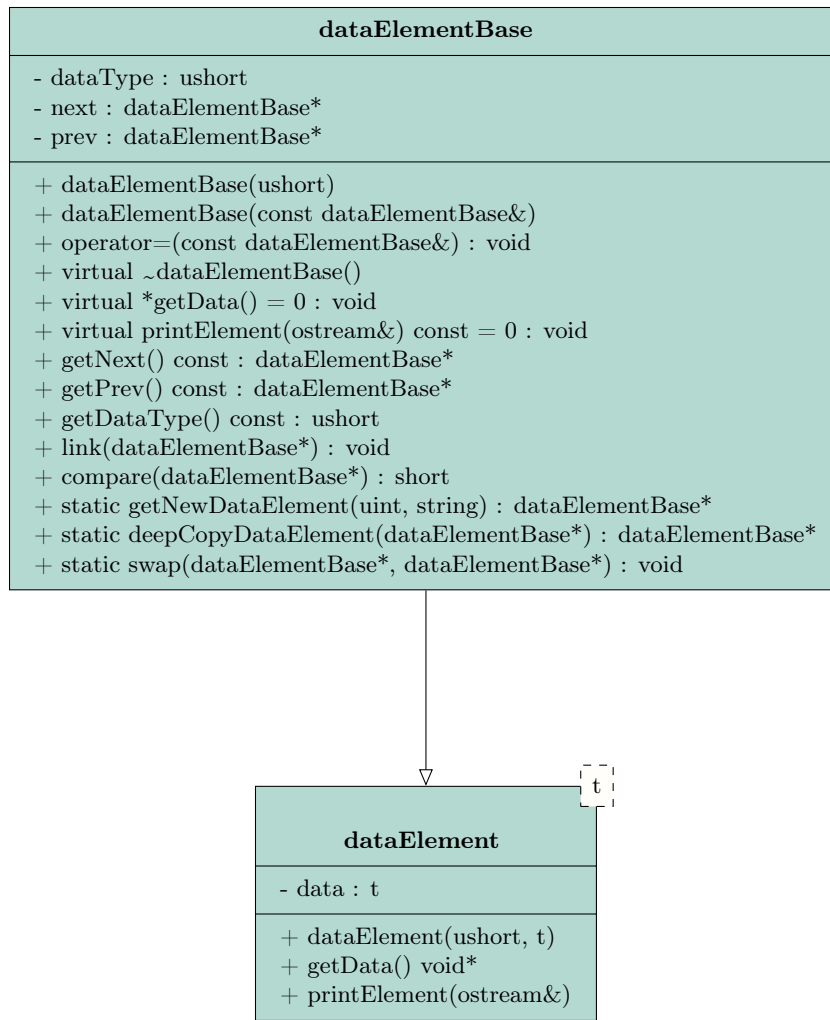 dataElementBase
- dataType : ushort
- next : dataElementBase*
- prev : dataElementBase*
+ dataElementBase(ushort)
+ dataElementBase(const dataElementBase&)
+ operator=(const dataElementBase&) : void
+ virtual ~dataElementBase()
+ virtual *getData() = 0 : void
+ virtual printElement(ostream&) const = 0 : void
+ getNext() const : dataElementBase*
+ getPrev() const : dataElementBase*
+ getDataType() const : ushort
+ link(dataElementBase*) : void
+ compare(dataElementBase*) : short
+ static getNewDataElement(uint, string) : dataElementBase*
+ static deepCopyDataElement(dataElementBase*) : dataElementBase*
+ static swap(dataElementBase*, dataElementBase*) : void
t
dataElement
- data : t
+ dataElement(ushort, t)
+ getData() void*
+ printElement(ostream&)